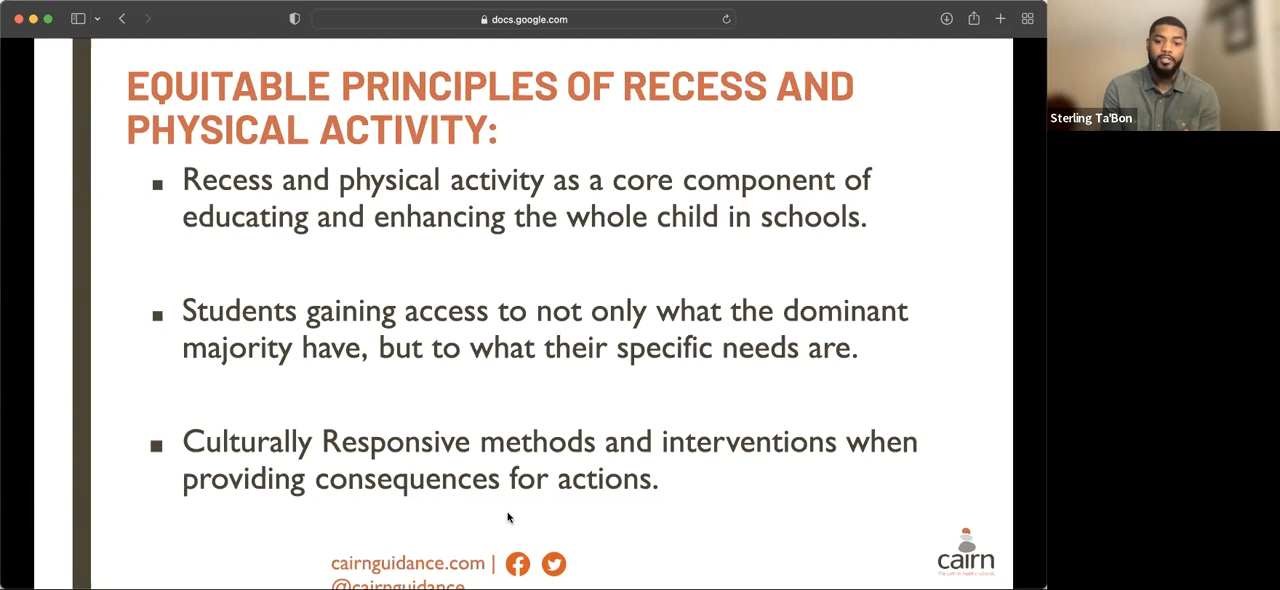 docs.google.com
EQUITABLE PRINCIPLES OF RECESS AND
PHYSICAL ACTIVITY:
Sterling Ta'Bon
▪ Recess and physical activity as a core component of
educating and enhancing the whole child in schools.
▪ Students gaining access to not only what the dominant
majority have, but to what their specific needs are.
▪ Culturally Responsive methods and interventions when
providing consequences for actions.
cairnguidance.com |
@cairnguidance
cairn